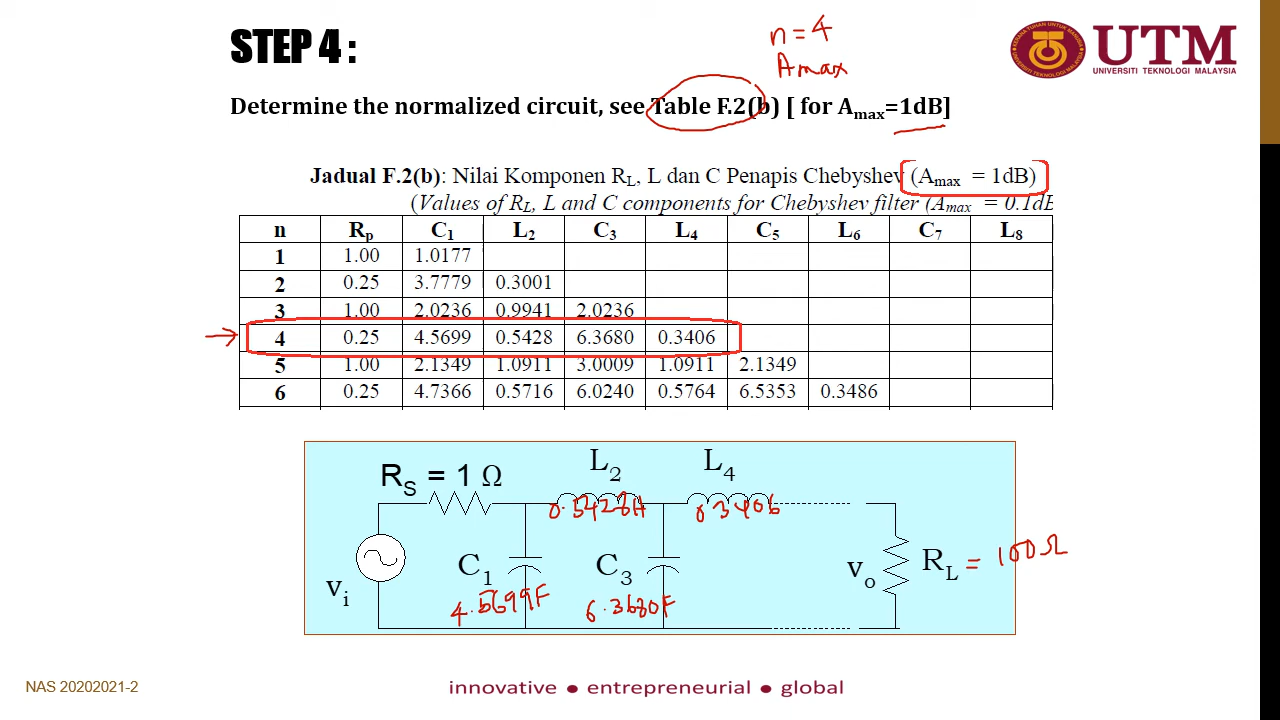 STEP 4 :
n = 4
Amax
UTM
UNIVERSITI TEKNOLOGI MALAYSIA
Determine the normalized circuit, see Table F.2(b) [ for Amax=1dB]
Jadual F.2(b): Nilai Komponen RL, L dan C Penapis Chebyshev (Amax = 1dB)
(Values of RL, L and C components for Chebyshev filter (Amax = 0.1dB
n Rp C1 L2 C3 L4 C5 L6 C7 L8
1 1.00 1.0177
2 0.25 3.7779 0.3001
3 1.00 2.0236 0.9941 2.0236
4 0.25 4.5699 0.5428 6.3680 0.3406
5 1.00 2.1349 1.0911 3.0009 1.0911 2.1349
6 0.25 4.7366 0.5716 6.0240 0.5764 6.5353 0.3486
RS = 1 Ω L2 L4
0.5428H 0.3406
vi C1 C3 vo RL = 100Ω
4.5699F 6.3680F
NAS 20202021-2
innovative ● entrepreneurial ● global